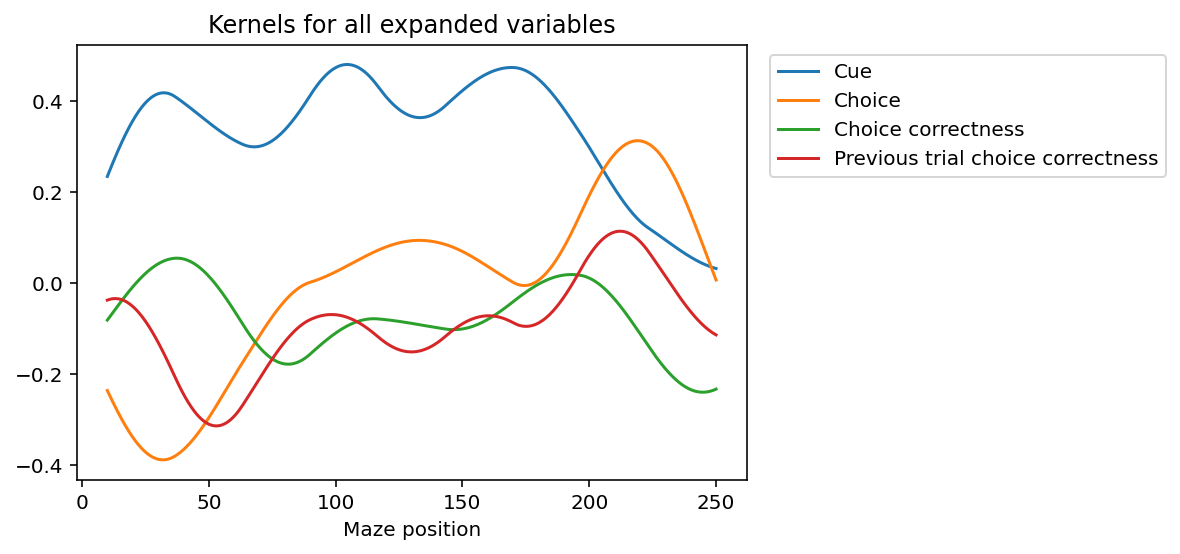 Kernels for all expanded variables
0.4
0.2
0.0
−0.2
−0.4
0 50 100 150 200 250
Maze position
Cue
Choice
Choice correctness
Previous trial choice correctness